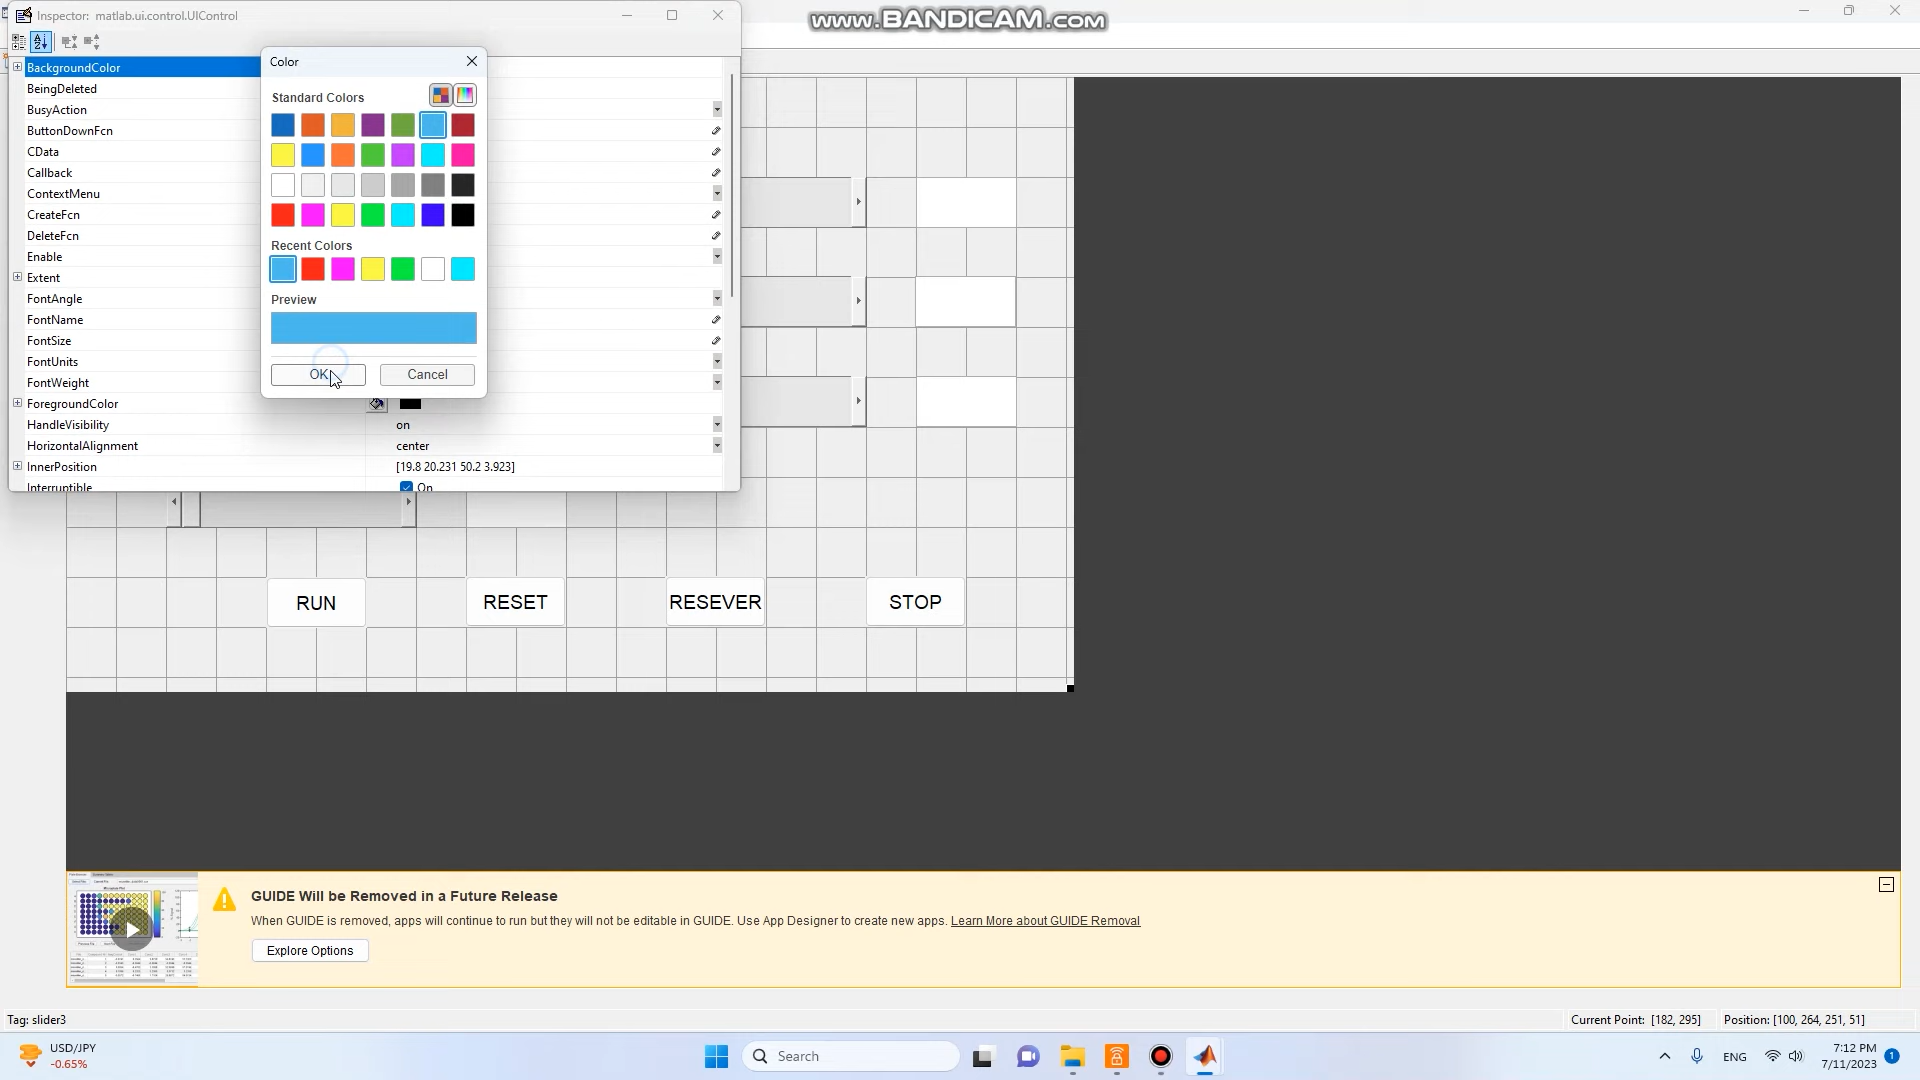 Inspector: matlab.ui.control.UIControl
www.BANDICAM.com
BackgroundColor
BeingDeleted
BusyAction
ButtonDownFcn
CData
Callback
ContextMenu
CreateFcn
DeleteFcn
Enable
Extent
FontAngle
FontName
FontSize
FontUnits
FontWeight
ForegroundColor
HandleVisibility
on
HorizontalAlignment
center
InnerPosition
[19.8 20.231 50.2 3.923]
Interruptible
On
Color
Standard Colors
Recent Colors
Preview
OK
Cancel
RUN
RESET
RESEVER
STOP
GUIDE Will be Removed in a Future Release
When GUIDE is removed, apps will continue to run but they will not be editable in GUIDE. Use App Designer to create new apps. Learn More about GUIDE Removal
Explore Options
Tag: slider3
Current Point: [182, 295]
Position: [100, 264, 251, 51]
USD/JPY
-0.65%
Search
ENG
7:12 PM
7/11/2023
1